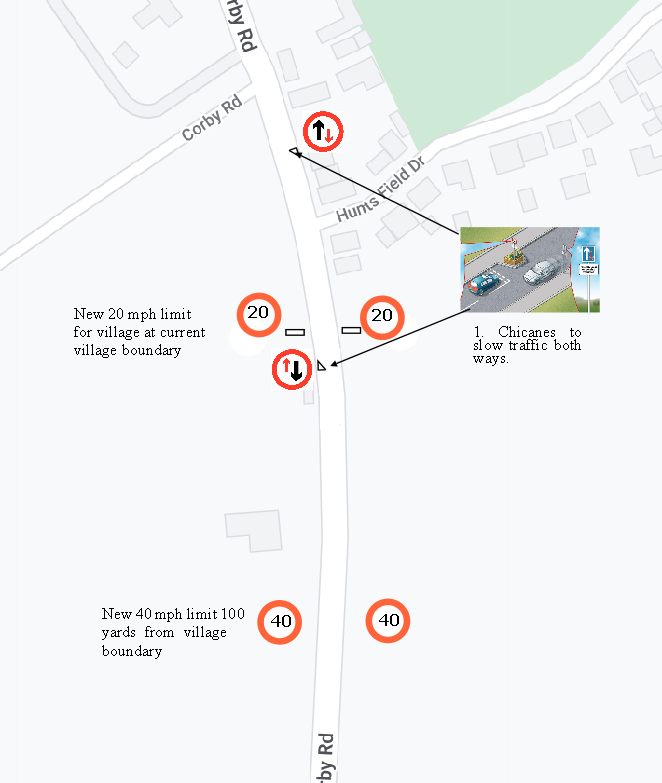 rby Rd
Corby Rd
Hunts Field Dr
New 20 mph limit
for village at current
village boundary
20
20
1. Chicanes to
slow traffic both
ways.
New 40 mph limit 100
yards from village
boundary
40
40
by Rd